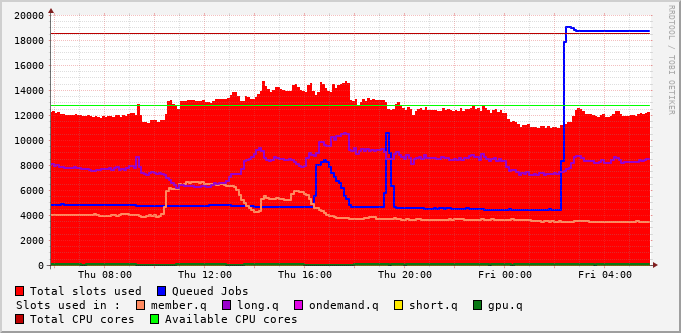 20000
18000
16000
14000
12000
10000
8000
6000
4000
2000
0
Thu 08:00 Thu 12:00 Thu 16:00 Thu 20:00 Fri 00:00 Fri 04:00
RRDTOOL / TOBI OETIKER
Total slots used Queued Jobs
Slots used in : member.q long.q ondemand.q short.q gpu.q
Total CPU cores Available CPU cores